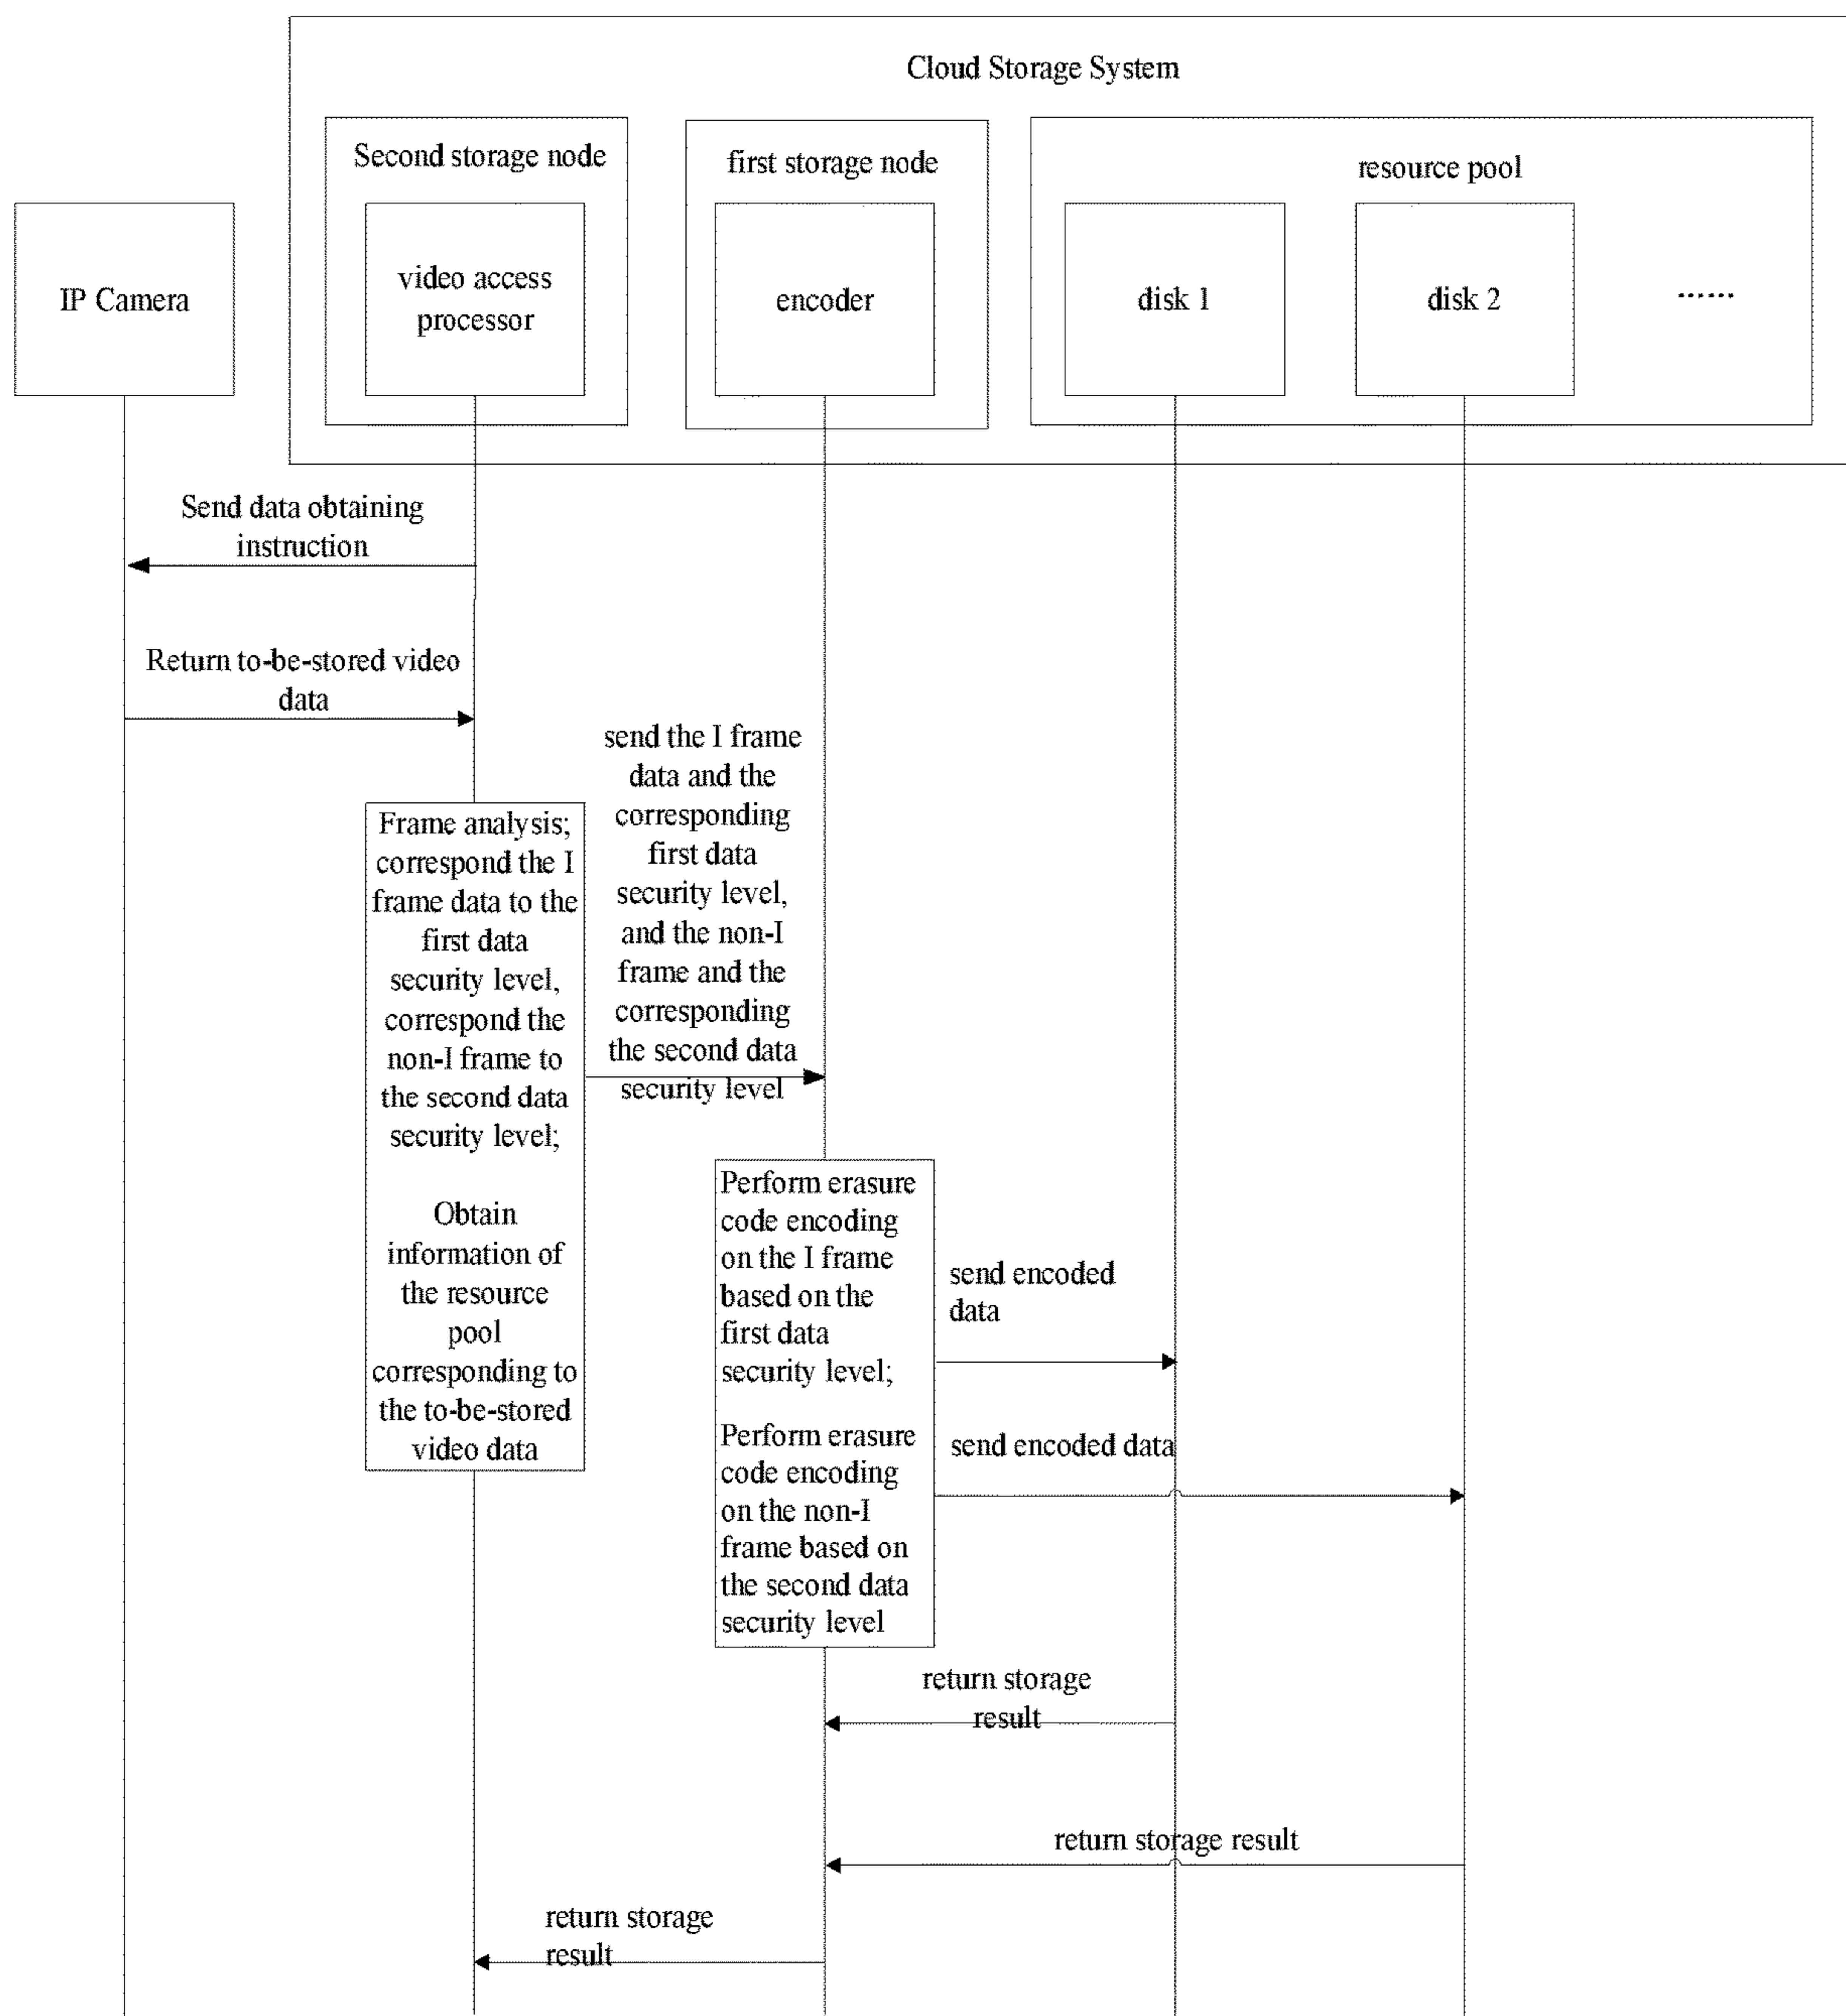 Cloud Storage System
Second storage node
first storage node
resource pool
IP Camera
video access
processor
encoder
disk 1
disk 2
......
Send data obtaining
instruction
Return to-be-stored video
data
Frame analysis;
correspond the I
frame data to the
first data
security level,
correspond the
non-I frame to
the second data
security level;
Obtain
information of
the resource
pool
corresponding to
the to-be-stored
video data
send the I frame
data and the
corresponding
first data
security level,
and the non-I
frame and the
corresponding
the second data
security level
Perform erasure
code encoding
on the I frame
based on the
first data
security level;
Perform erasure
code encoding
on the non-I
frame based on
the second data
security level
send encoded
data
send encoded data
return storage
result
return storage result
return storage
result